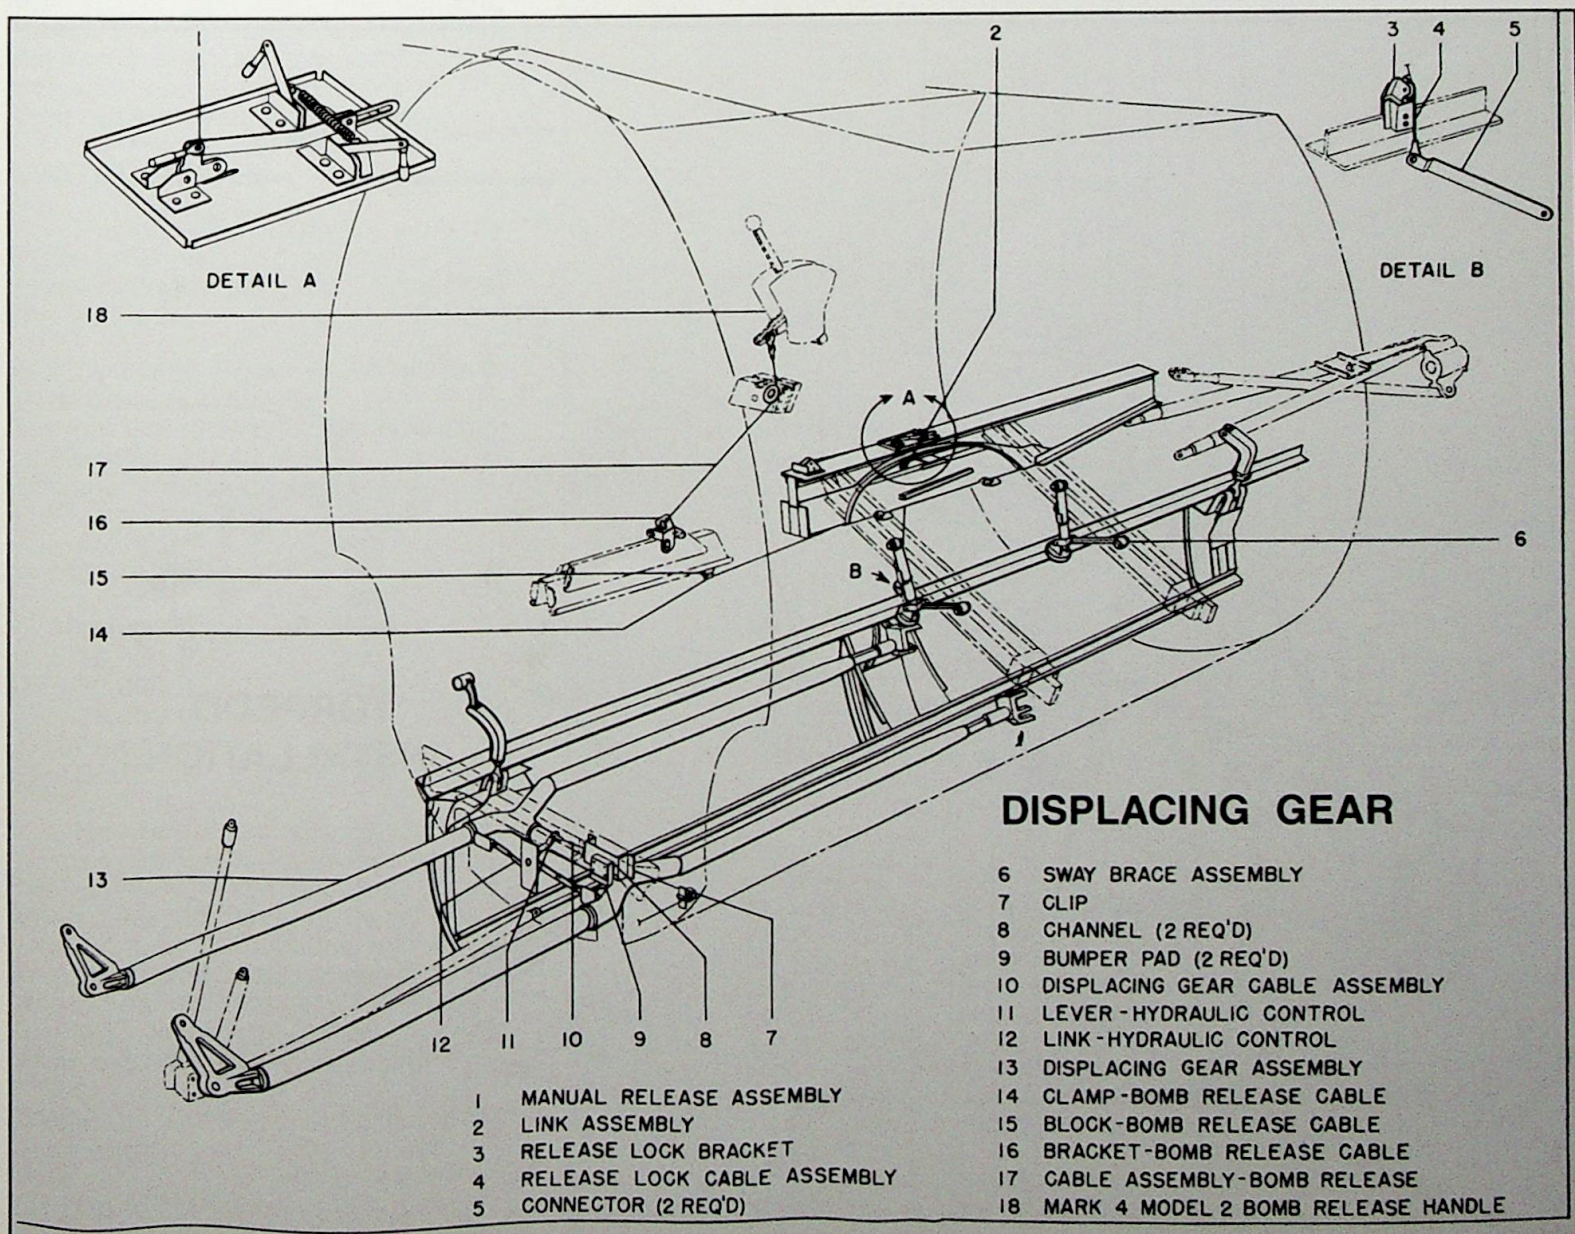 1
2
3 4 5
DETAIL A
DETAIL B
18
A
17
16
6
15
B
14
DISPLACING GEAR
13
12 11 10 9 8 7
1 MANUAL RELEASE ASSEMBLY
2 LINK ASSEMBLY
3 RELEASE LOCK BRACKET
4 RELEASE LOCK CABLE ASSEMBLY
5 CONNECTOR (2 REQ'D)
6 SWAY BRACE ASSEMBLY
7 CLIP
8 CHANNEL (2 REQ'D)
9 BUMPER PAD (2 REQ'D)
10 DISPLACING GEAR CABLE ASSEMBLY
11 LEVER-HYDRAULIC CONTROL
12 LINK-HYDRAULIC CONTROL
13 DISPLACING GEAR ASSEMBLY
14 CLAMP-BOMB RELEASE CABLE
15 BLOCK-BOMB RELEASE CABLE
16 BRACKET-BOMB RELEASE CABLE
17 CABLE ASSEMBLY-BOMB RELEASE
18 MARK 4 MODEL 2 BOMB RELEASE HANDLE